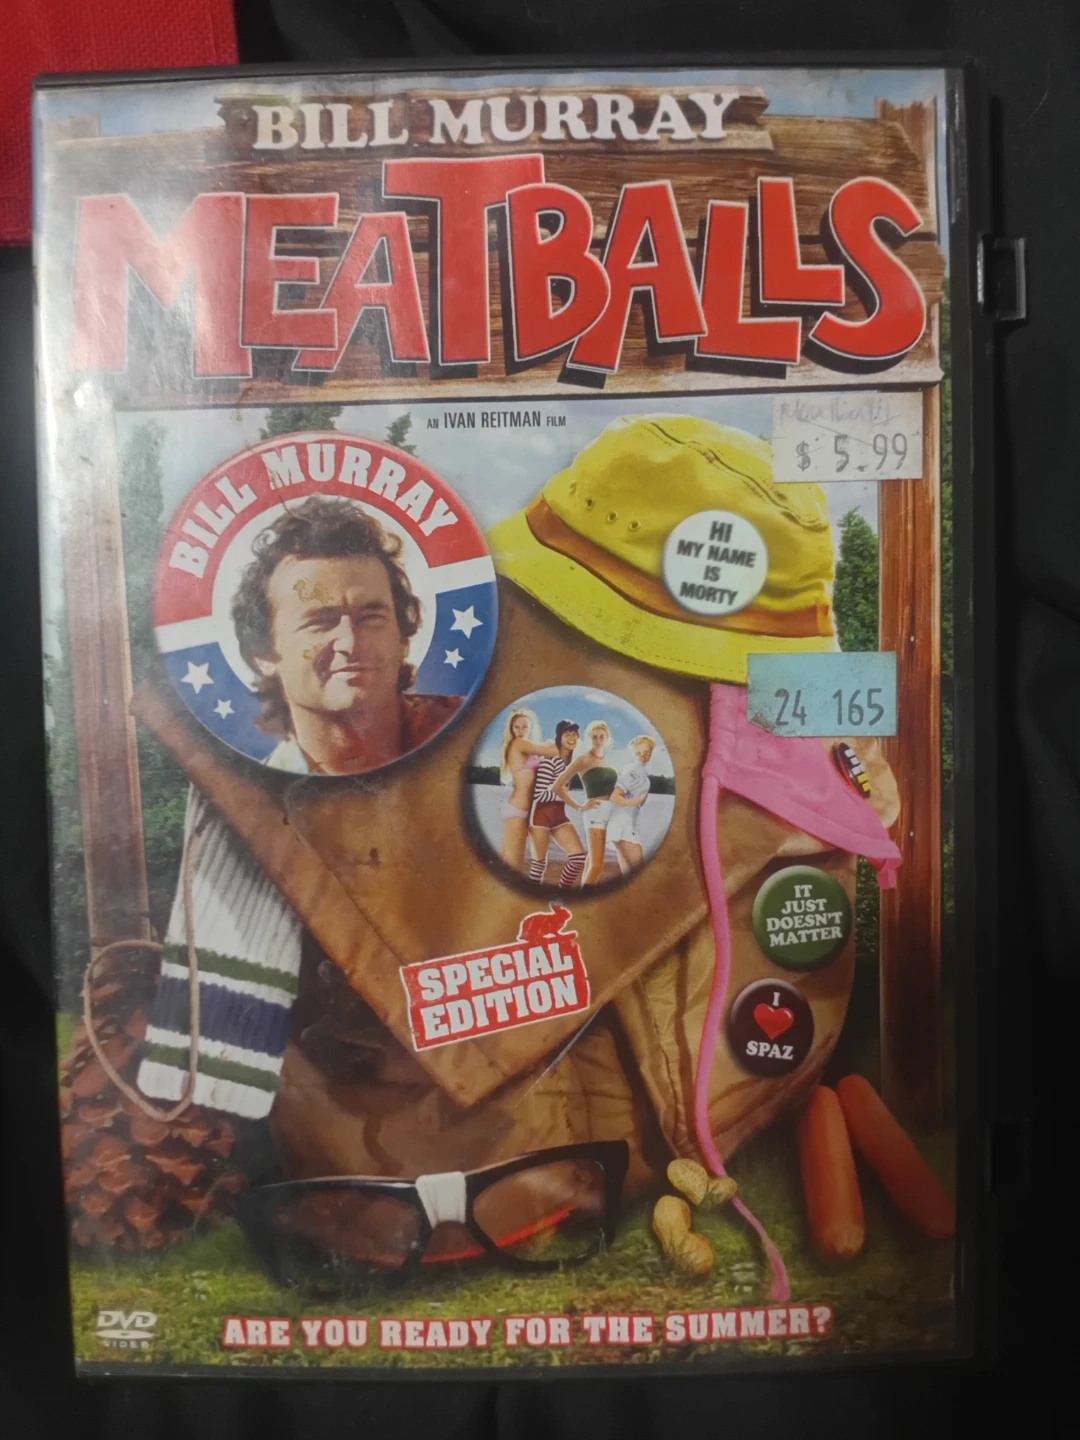 BILL MURRAY
MEATBALLS
AN IVAN REITMAN FILM
$ 5.99
BILL MURRAY
HI
MY NAME
IS
MORTY
24 165
IT
JUST
DOESN'T
MATTER
SPECIAL
EDITION
I
SPAZ
ARE YOU READY FOR THE SUMMER?
DVD
VIDEO